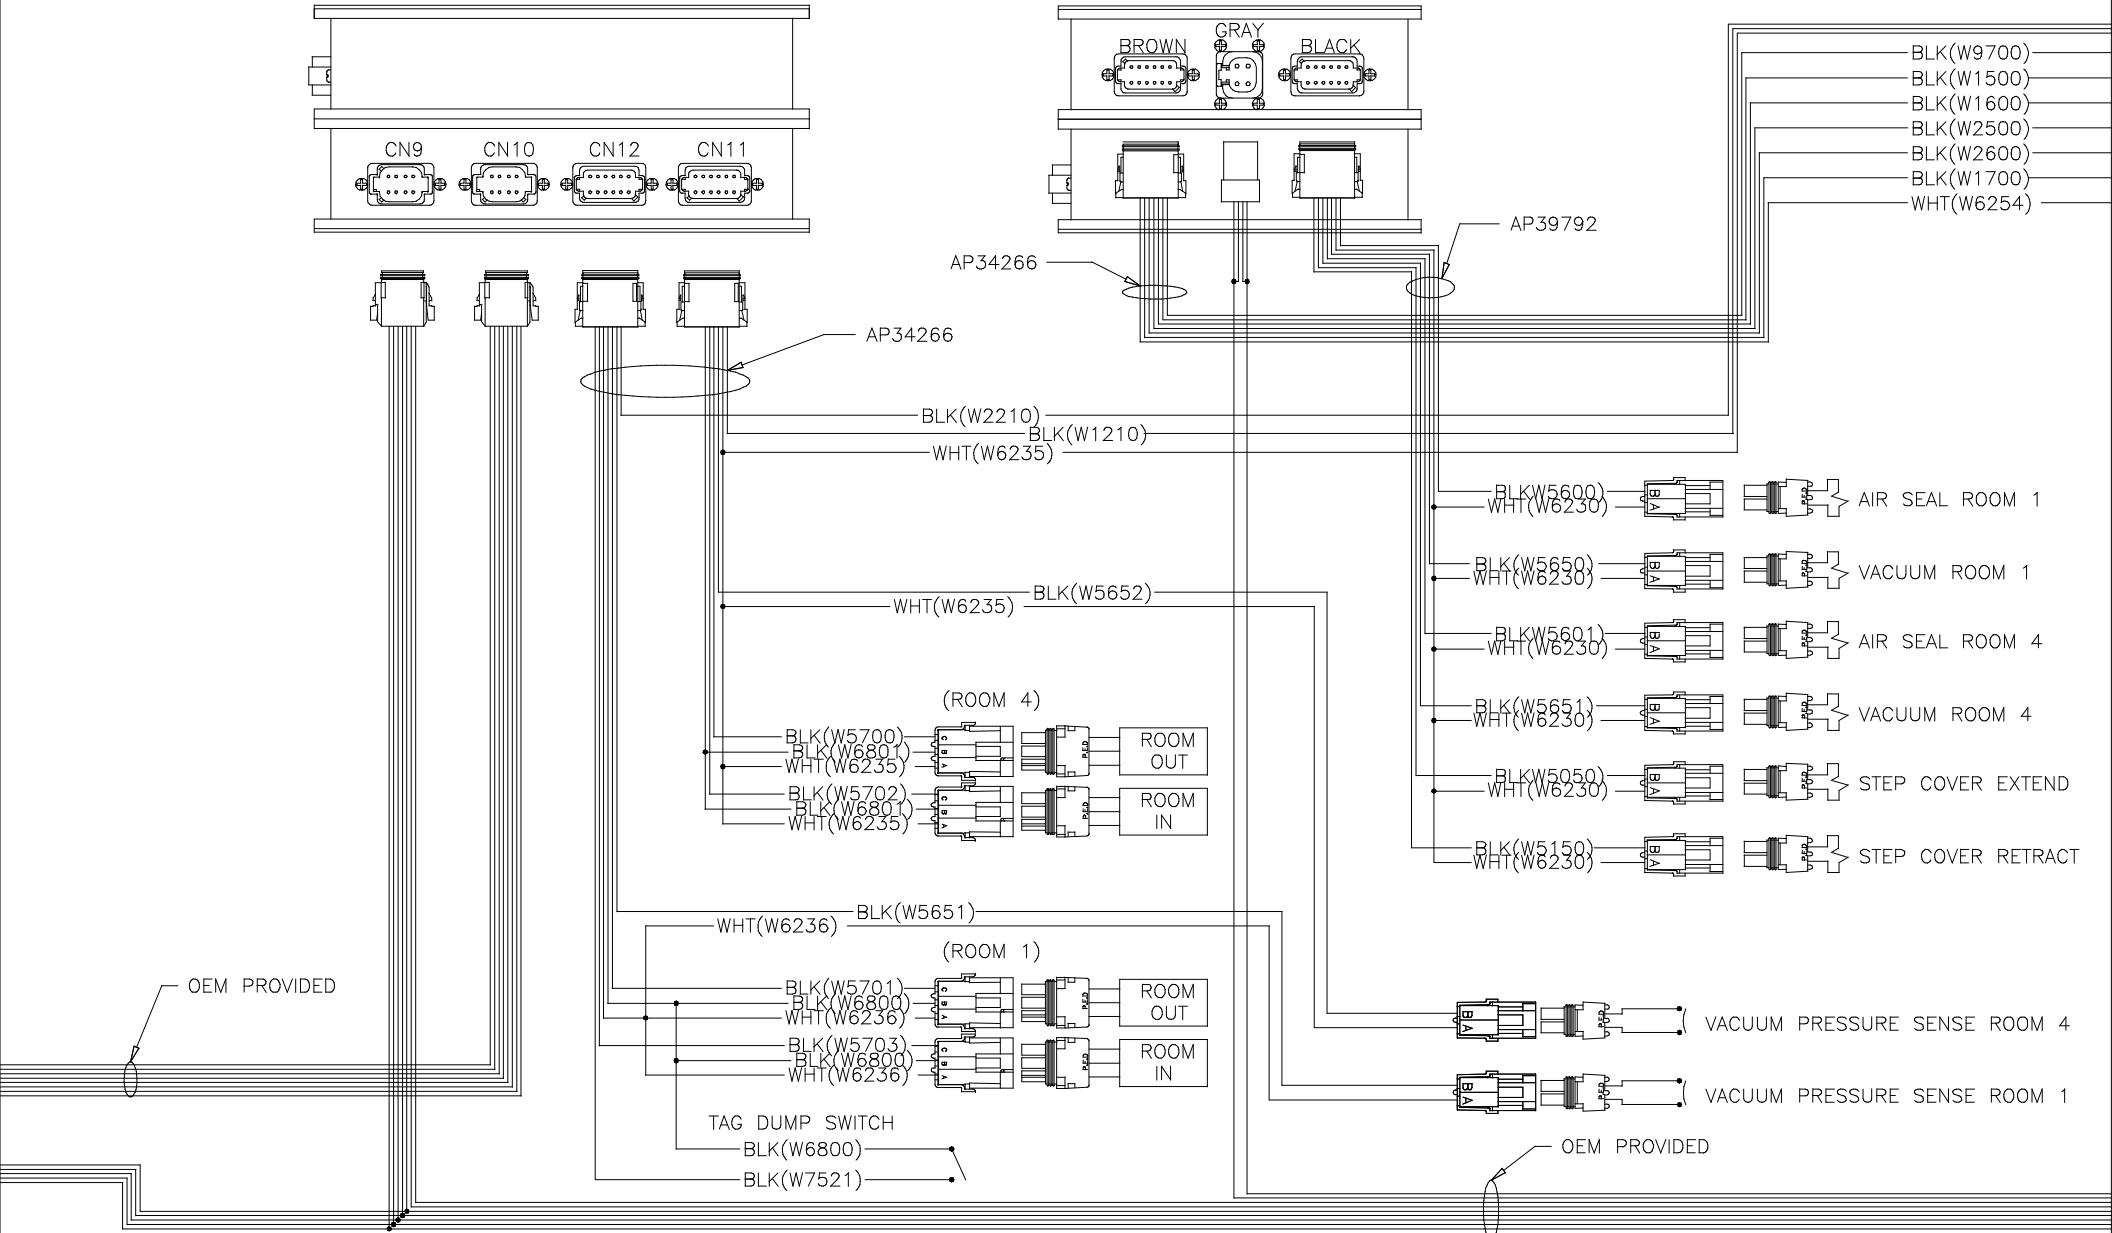 GRAY
BROWN
BLACK
BLK(W9700)
BLK(W1500)
BLK(W1600)
BLK(W2500)
BLK(W2600)
BLK(W1700)
WHT(W6254)
CN9
CN10
CN12
CN11
AP39792
AP34266
AP34266
BLK(W2210)
BLK(W1210)
WHT(W6235)
BLKW5600)
WHT(W6230)
B
A
AIR SEAL ROOM 1
BLK(W5650)
WHT(W6230)
B
A
VACUUM ROOM 1
BLK(W5652)
WHT(W6235)
BLKW5601)
WHT(W6230)
B
A
AIR SEAL ROOM 4
BLK(W5651)
WHT(W6230)
B
A
VACUUM ROOM 4
BLKW5050)
WHT(W6230)
B
A
STEP COVER EXTEND
BLK(W5150)
WHT(W6230)
B
A
STEP COVER RETRACT
(ROOM 4)
BLK(W5700)
BLK(W6801)
WHT(W6235)
C
B
A
P.E.D
ROOM
OUT
BLK(W5702)
BLK(W6801)
WHT(W6235)
C
B
A
P.E.D
ROOM
IN
BLK(W5651)
WHT(W6236)
(ROOM 1)
BLK(W5701)
BLK(W6800)
WHT(W6236)
C
B
A
P.E.D
ROOM
OUT
BLK(W5703)
BLK(W6800)
WHT(W6236)
C
B
A
P.E.D
ROOM
IN
OEM PROVIDED
B
A
VACUUM PRESSURE SENSE ROOM 4
B
A
VACUUM PRESSURE SENSE ROOM 1
TAG DUMP SWITCH
BLK(W6800)
BLK(W7521)
OEM PROVIDED